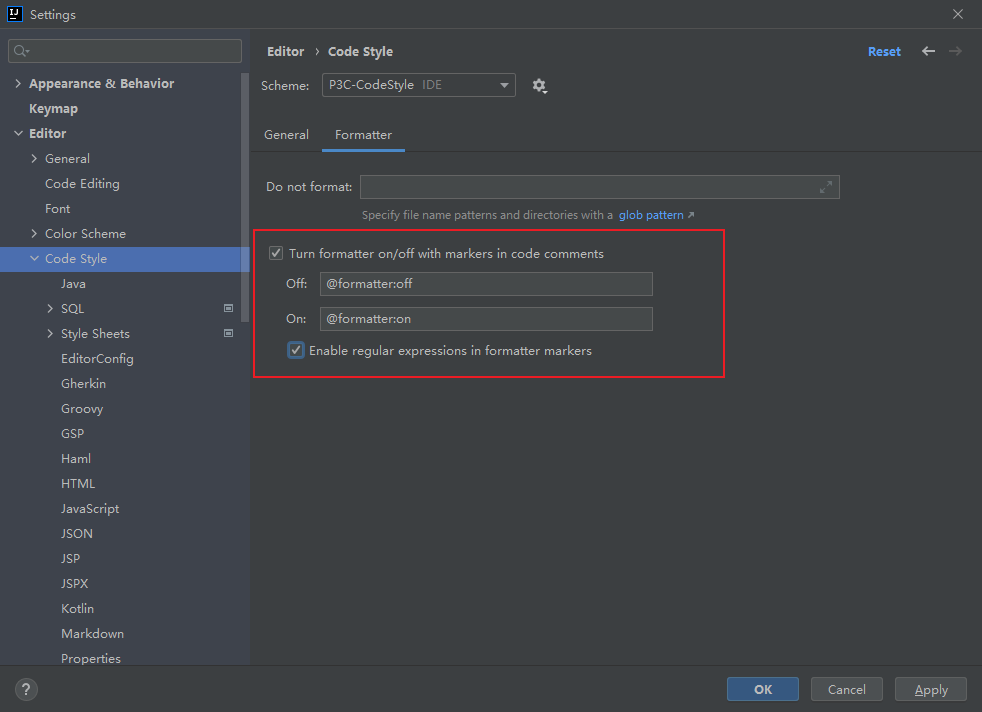 IJ
Settings
Appearance & Behavior
Keymap
Editor
General
Code Editing
Font
Color Scheme
Code Style
Java
SQL
Style Sheets
EditorConfig
Gherkin
Groovy
GSP
Haml
HTML
JavaScript
JSON
JSP
JSPX
Kotlin
Markdown
Properties
Editor › Code Style
Reset
Scheme: P3C-CodeStyle IDE
General Formatter
Do not format:
Specify file name patterns and directories with a glob pattern ↗
Turn formatter on/off with markers in code comments
Off: @formatter:off
On: @formatter:on
Enable regular expressions in formatter markers
?
OK Cancel Apply